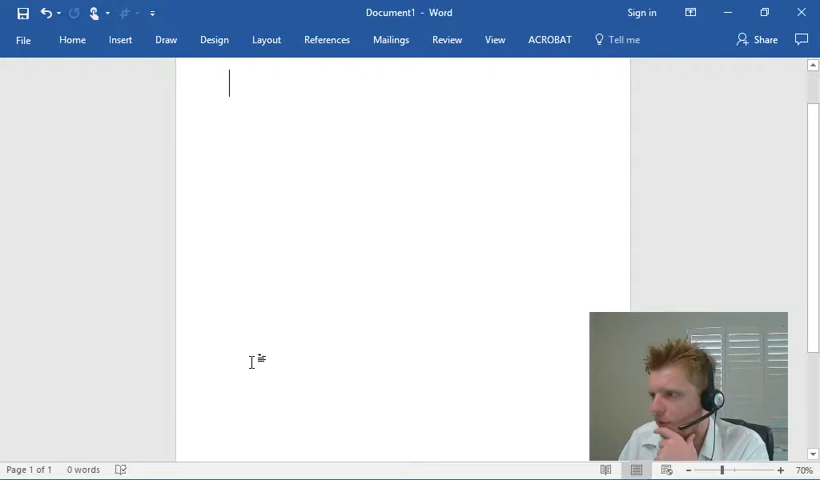 Document1 - Word
Sign in
File Home Insert Draw Design Layout References Mailings Review View ACROBAT Tell me Share
Page 1 of 1 0 words 70%